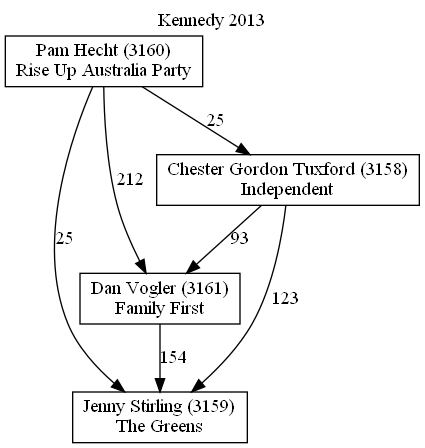 Kennedy 2013
Pam Hecht (3160)
Rise Up Australia Party
25
Chester Gordon Tuxford (3158)
Independent
212
25
93
Dan Vogler (3161)
Family First
123
154
Jenny Stirling (3159)
The Greens